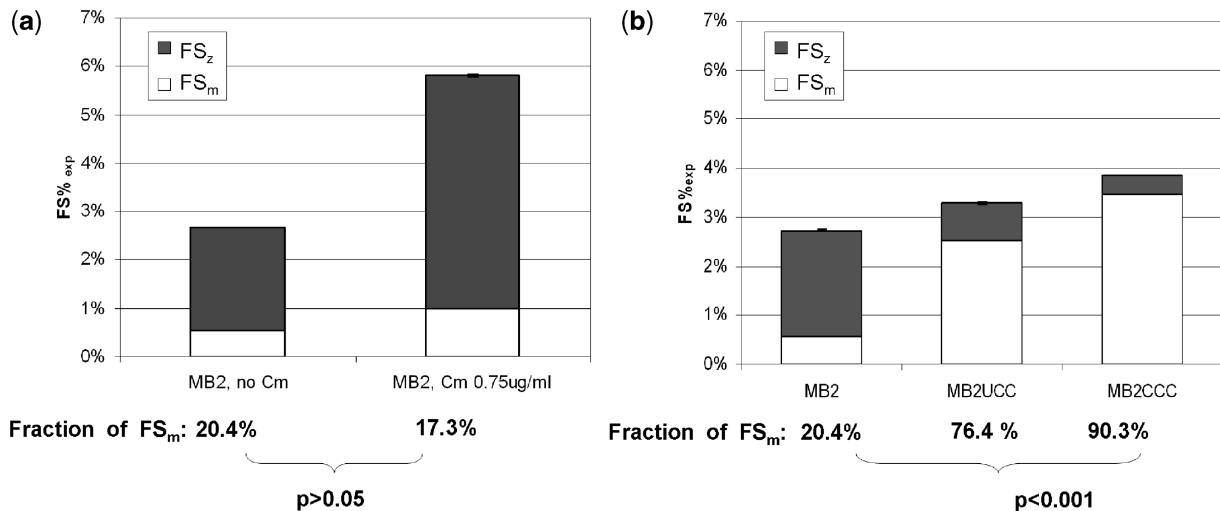 (a)
7%
6%
5%
4%
3%
2%
1%
0%
FS% exp
FSz
FSm
MB2, no Cm
MB2, Cm 0.75ug/ml
Fraction of FSm: 20.4% 17.3%
p>0.05
(b)
7%
6%
5%
4%
3%
2%
1%
0%
FS%exp
FSz
FSm
MB2
MB2UCC
MB2CCC
Fraction of FSm: 20.4% 76.4 % 90.3%
p<0.001